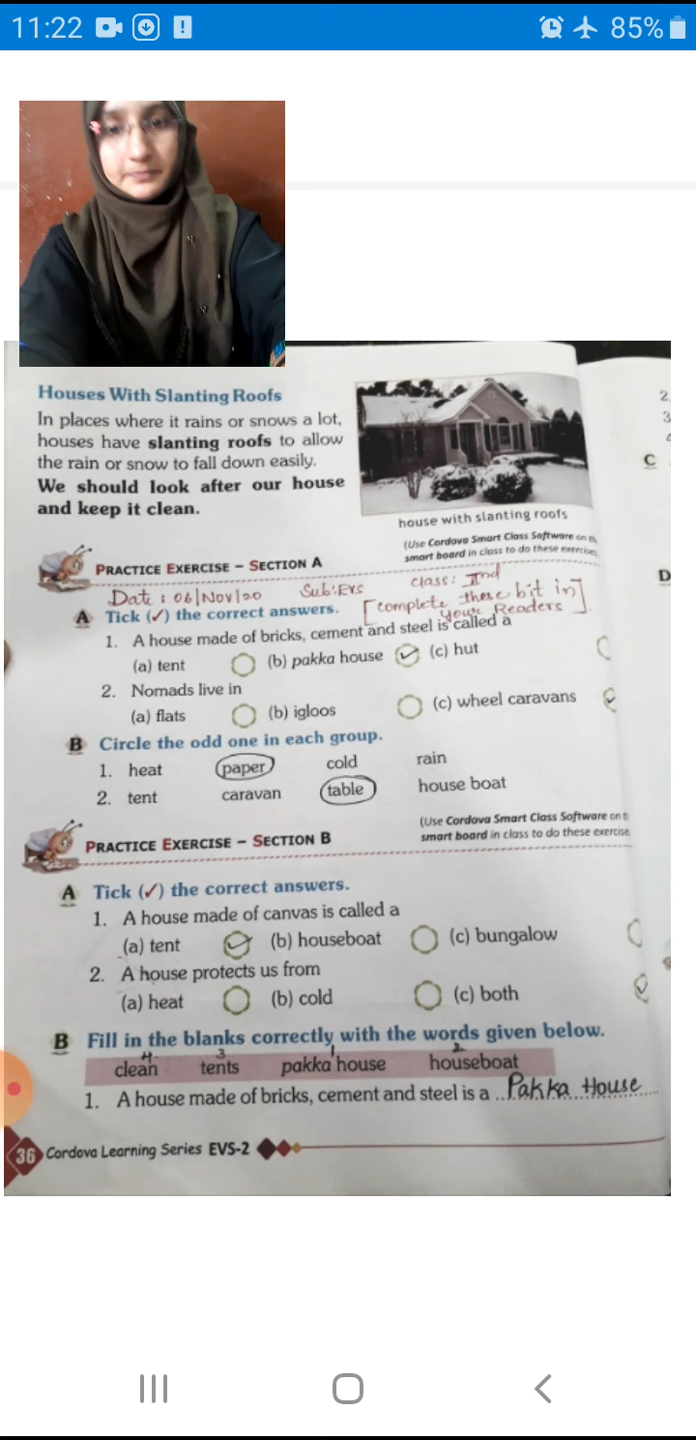 11:22
85%
Houses With Slanting Roofs
In places where it rains or snows a lot,
houses have slanting roofs to allow
the rain or snow to fall down easily.
We should look after our house
and keep it clean.
house with slanting roofs
(Use Cordova Smart Class Software on
smart board in class to do these exercise
PRACTICE EXERCISE – SECTION A
Date : 06/Nov/20 Sub: EVS class: IInd
[complete these bit in
your Readers].
A Tick (✓) the correct answers.
1. A house made of bricks, cement and steel is called a
(a) tent (b) pakka house ✓ (c) hut
2. Nomads live in
(a) flats (b) igloos (c) wheel caravans ✓
B Circle the odd one in each group.
1. heat paper cold rain
2. tent caravan table house boat
PRACTICE EXERCISE – SECTION B
(Use Cordova Smart Class Software on
smart board in class to do these exercise
A Tick (✓) the correct answers.
1. A house made of canvas is called a
(a) tent ✓ (b) houseboat (c) bungalow
2. A house protects us from
(a) heat (b) cold (c) both ✓
B Fill in the blanks correctly with the words given below.
4 3 1 2
clean tents pakka house houseboat
1. A house made of bricks, cement and steel is a ..Pakka House....
36 Cordova Learning Series EVS-2
2.
3
C
D